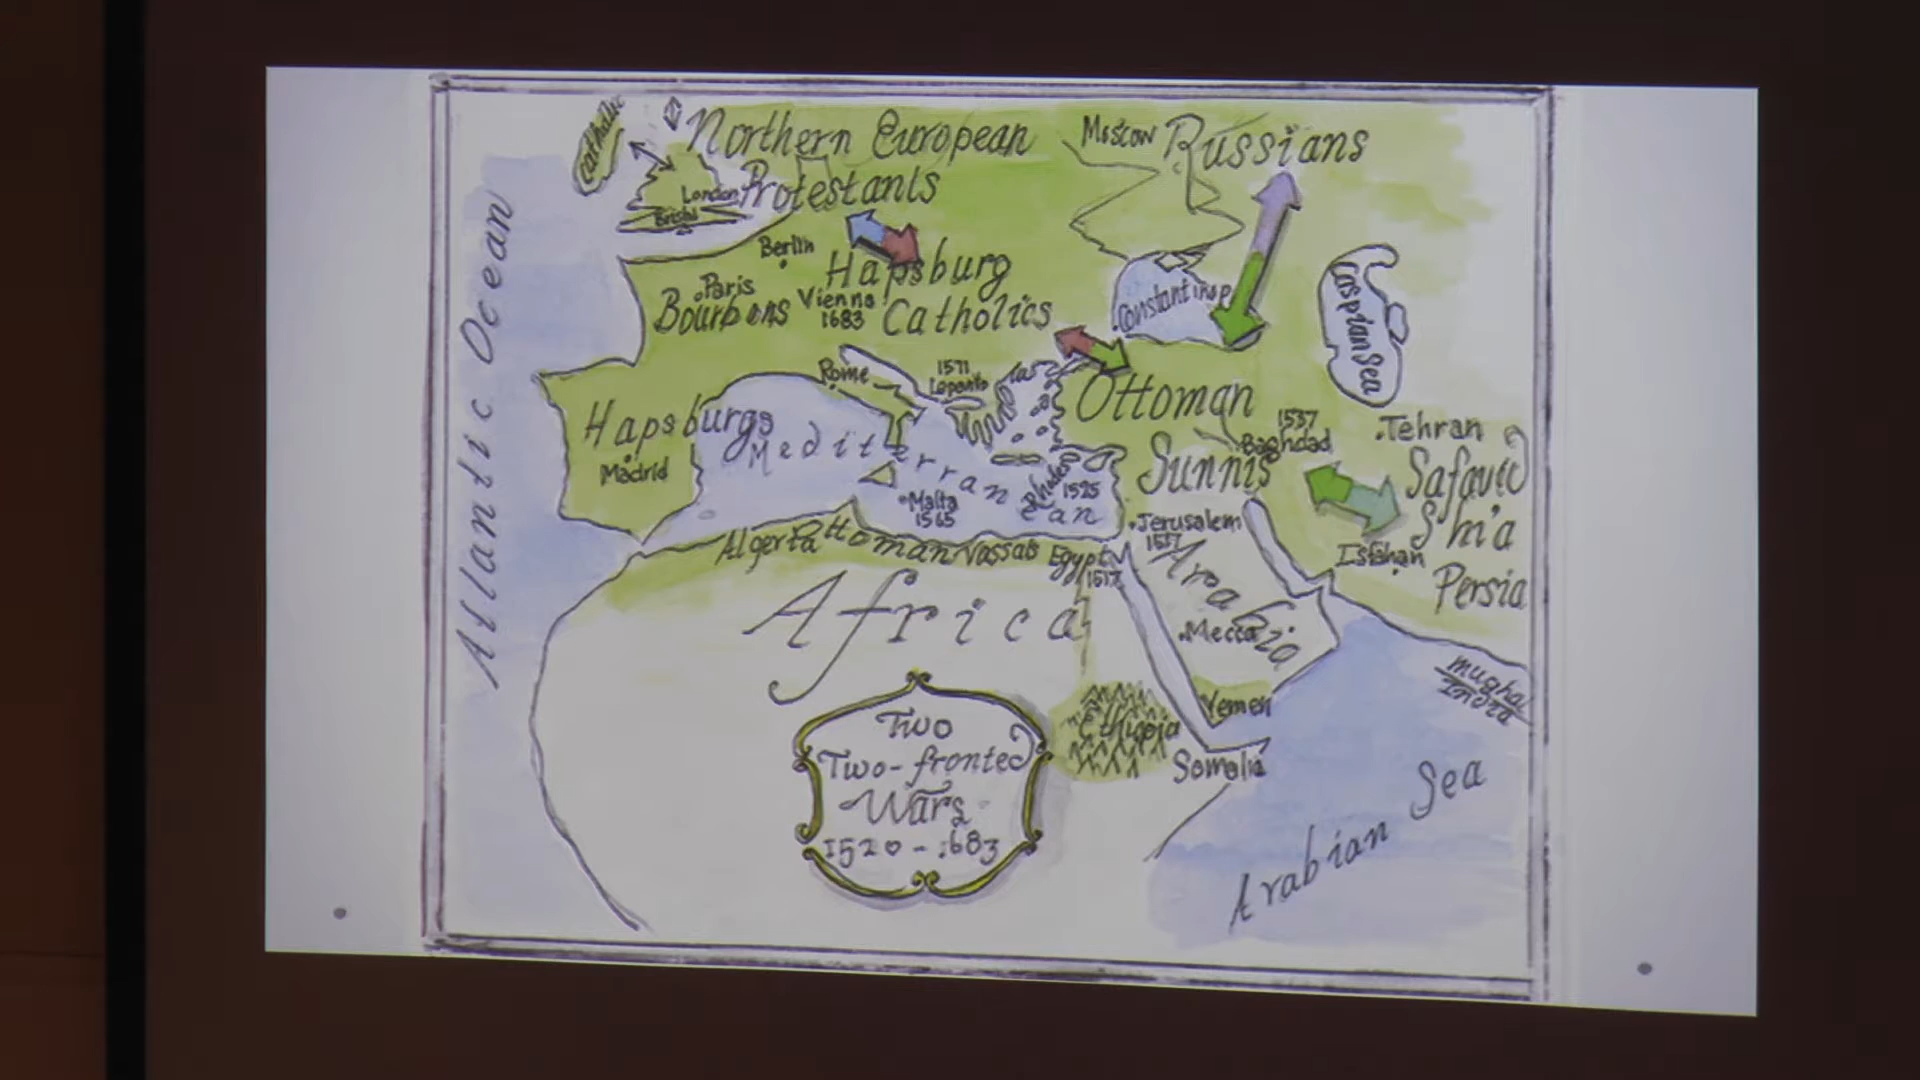 Catholic
Northern European
Protestants
London
Bristol
Moscow
Russians
Berlin
Hapsburg
Catholics
Paris
Bourbons
Vienna
1683
Constantinop
Caspian Sea
Atlantic Ocean
Rome
1571
Lepanto
Ottoman
Sunnis
1537
Baghdad
Tehran
Safavid
Shi'a
Persia
Isfahan
Hapsburgs
Madrid
Mediterranean
Malta
1565
Rhodes
1525
Jerusalem
1517
Algeria
Ottoman Vassals
Egypt
1517
Arabia
Mecca
Africa
Ethiopia
Yemen
Somalia
Mughal
India
Arabian Sea
Two
Two-fronted
Wars
1520-1683